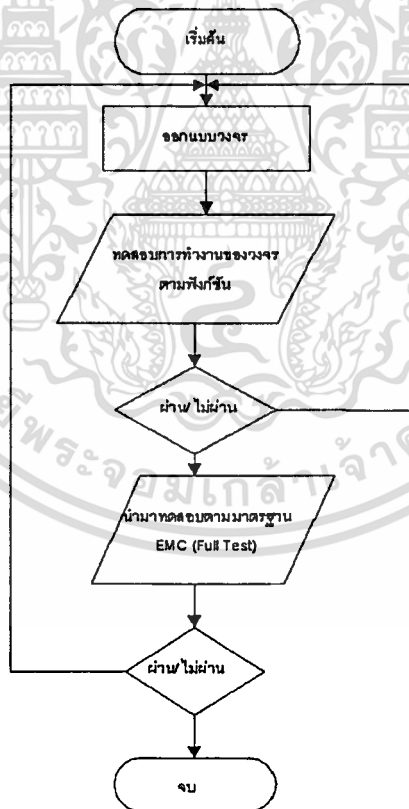 เริ่มต้น
ออกแบบวงจร
ทดสอบการทำงานของวงจร
ตามฟังก์ชัน
ผ่าน/ ไม่ผ่าน
นำมาทดสอบตามมาตรฐาน
EMC (Full Test)
ผ่าน/ ไม่ผ่าน
จบ